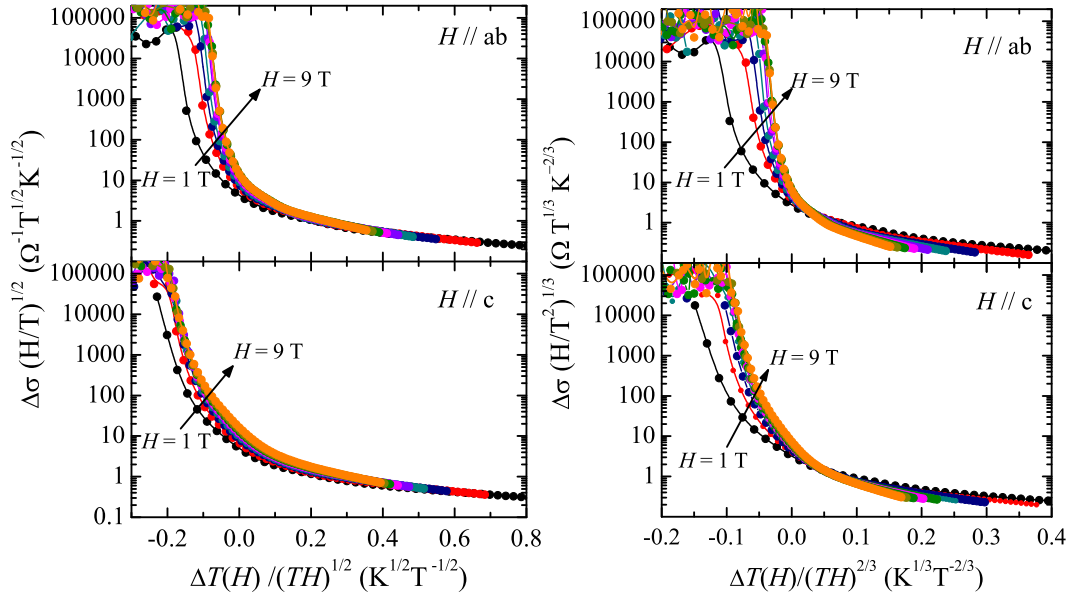 100000
10000
1000
100
10
1
H // ab
H = 9 T
H = 1 T
100000
10000
1000
100
10
1
0.1
H // c
H = 9 T
H = 1 T
-0.2 0.0 0.2 0.4 0.6 0.8
Δσ (H/T)^{1/2} (Ω^{-1}T^{1/2}K^{-1/2})
ΔT(H) /(TH)^{1/2} (K^{1/2}T^{-1/2})
100000
10000
1000
100
10
1
H // ab
H = 9 T
H = 1 T
100000
10000
1000
100
10
1
H // c
H = 9 T
H = 1 T
-0.2 -0.1 0.0 0.1 0.2 0.3 0.4
Δσ (H/T^{2})^{1/3} (Ω T^{1/3} K^{-2/3})
ΔT(H)/(TH)^{2/3} (K^{1/3}T^{-2/3})